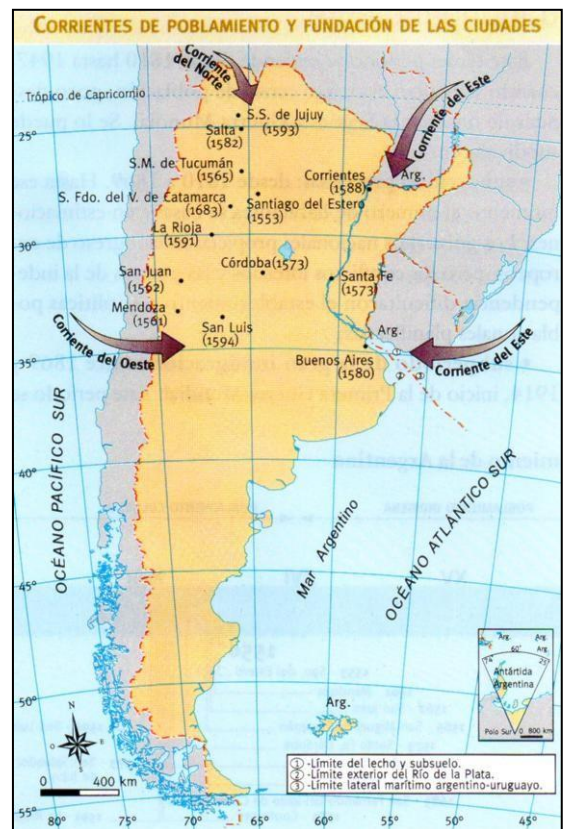 CORRIENTES DE POBLAMIENTO Y FUNDACIÓN DE LAS CIUDADES
Corriente
del Norte
Corriente del Este
Trópico de Capricornio
25°
S.S. de Jujuy
(1593)
Salta
(1582)
S.M. de Tucumán
(1565)
Corrientes
(1588)
Arg.
S. Fdo. del V. de Catamarca
(1683)
Santiago del Estero
(1553)
La Rioja
(1591)
30°
Córdoba (1573)
San Juan
(1562)
Santa Fe
(1573)
Mendoza
(1561)
San Luis
(1594)
Arg.
Corriente del Oeste
Buenos Aires
(1580)
Corriente del Este
35°
OCÉANO PACÍFICO SUR
40°
Mar Argentino
OCÉANO ATLÁNTICO SUR
45°
50°
Arg.
Arg.
60°
Arg.
74°
25°
Antártida
Argentina
Polo Sur
0 800 km
N
E
O
0 400 km
① -Límite del lecho y subsuelo.
② -Límite exterior del Río de la Plata.
③ -Límite lateral marítimo argentino-uruguayo.
55°
75°
70°
65°
60°
55°
50°
45°